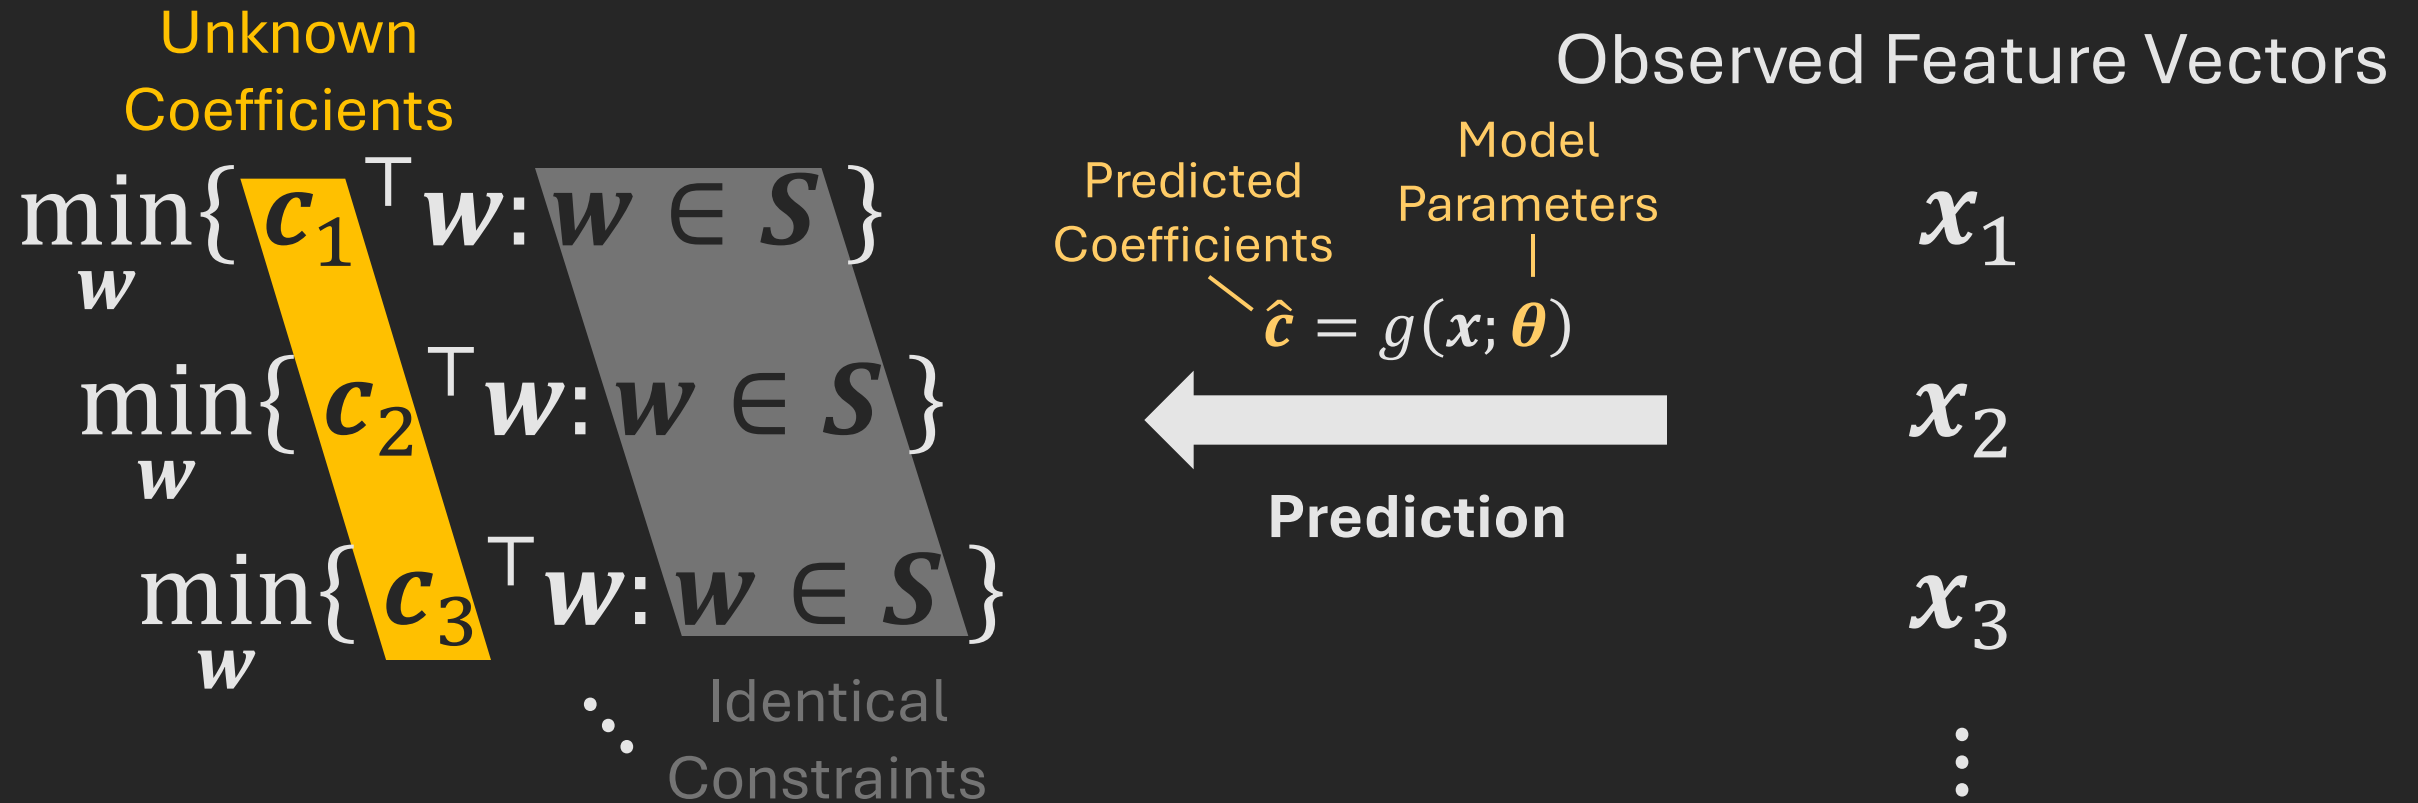 Unknown
Coefficients
min{ c₁⊤w: w ∈ S }
w
min{ c₂⊤w: w ∈ S }
w
min{ c₃⊤w: w ∈ S }
w
⋱
Identical
Constraints
Predicted
Coefficients
Model
Parameters
ĉ = g(x; θ)
Prediction
Observed Feature Vectors
x₁
x₂
x₃
⋮